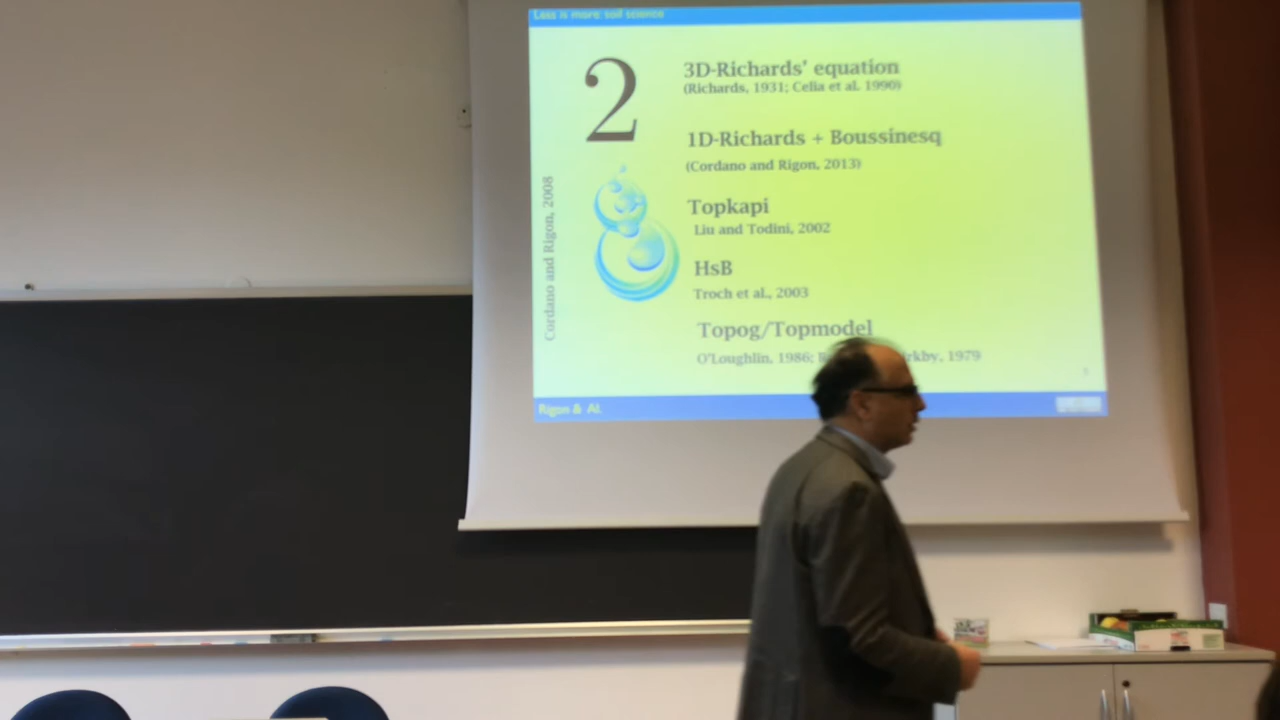 Less is more: soil science
2
3D-Richards' equation
(Richards, 1931; Celia et al. 1990)
1D-Richards + Boussinesq
(Cordano and Rigon, 2013)
Topkapi
Liu and Todini, 2002
HsB
Troch et al., 2003
Topog/Topmodel
O'Loughlin, 1986; 1979
Cordano and Rigon, 2008
Rigon & Al.